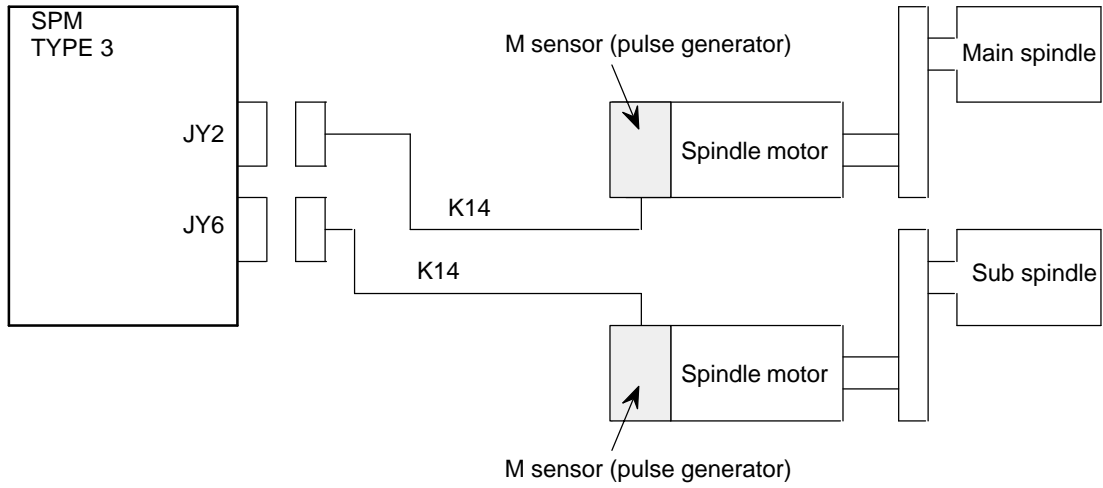 SPM
TYPE 3
M sensor (pulse generator)
Main spindle
JY2
Spindle motor
K14
JY6
K14
Sub spindle
Spindle motor
M sensor (pulse generator)